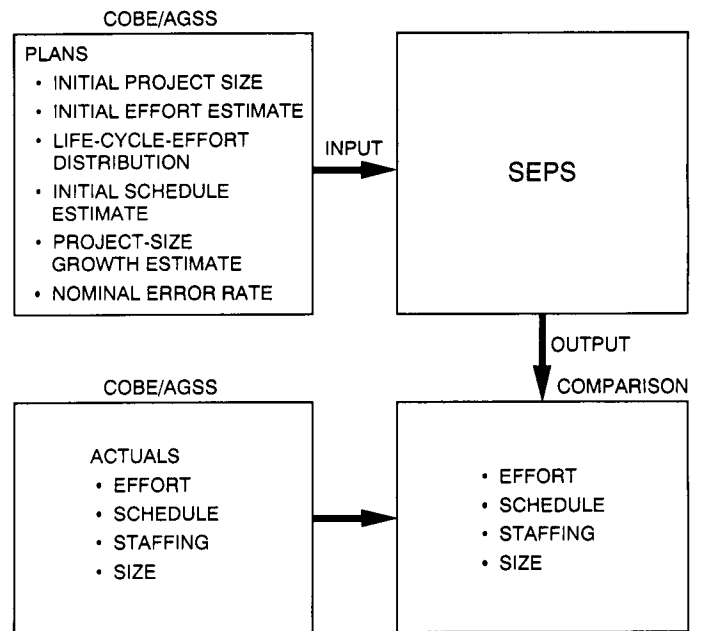 COBE/AGSS
PLANS
• INITIAL PROJECT SIZE
• INITIAL EFFORT ESTIMATE
• LIFE-CYCLE-EFFORT
DISTRIBUTION
• INITIAL SCHEDULE
ESTIMATE
• PROJECT-SIZE
GROWTH ESTIMATE
• NOMINAL ERROR RATE
INPUT
SEPS
OUTPUT
COBE/AGSS
ACTUALS
• EFFORT
• SCHEDULE
• STAFFING
• SIZE
COMPARISON
• EFFORT
• SCHEDULE
• STAFFING
• SIZE